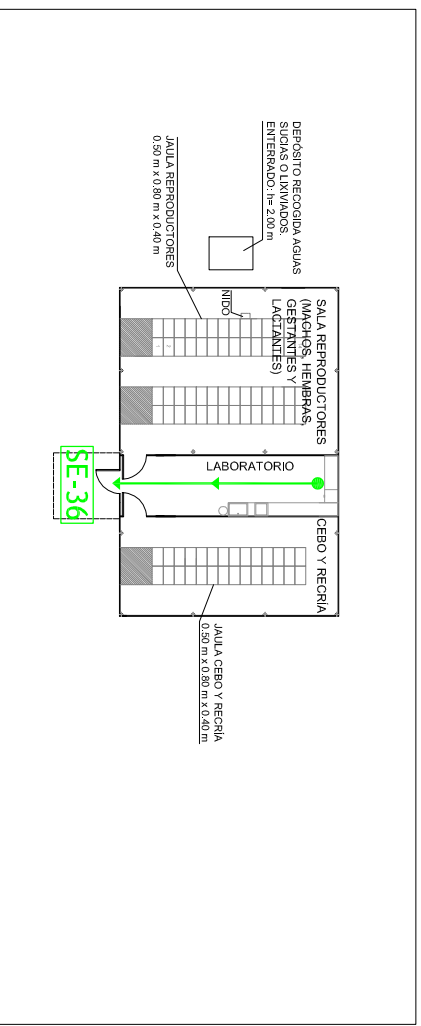 DEPÓSITO RECOGIDA AGUAS
SUCIAS O LIXIVIADOS.
ENTERRADO: h= 2.00 m
JAULA REPRODUCTORES
0.50 m x 0.80 m x 0.40 m
SALA REPRODUCTORES
(MACHOS, HEMBRAS,
GESTANTES Y
LACTANTES)
NIDO
LABORATORIO
SE-36
CEBO Y RECRÍA
JAULA CEBO Y RECRÍA
0.50 m x 0.80 m x 0.40 m